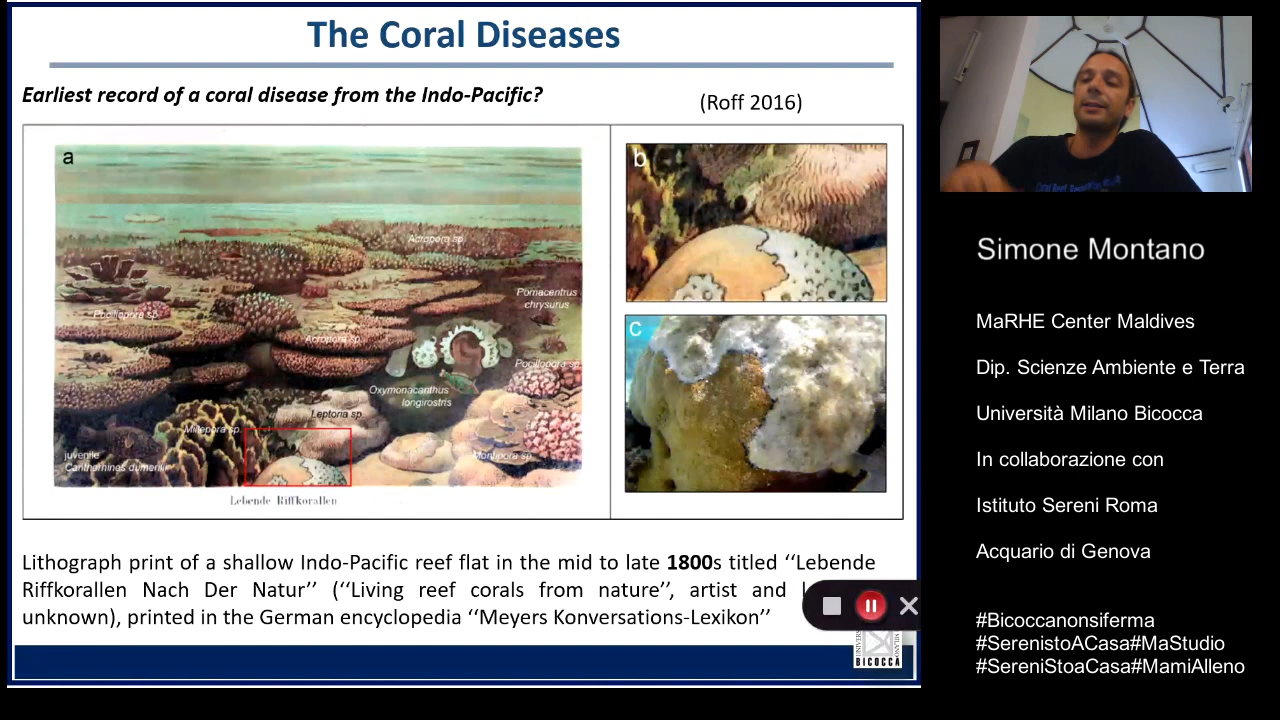 The Coral Diseases
Earliest record of a coral disease from the Indo-Pacific?
(Roff 2016)
a
Acropora sp.
Pomacentrus
chrysurus
Pocillopora sp.
Acropora sp.
Pocillopora sp.
Oxymonacanthus
longirostris
Leptoria sp.
Millepora sp.
juvenile
Montipora sp.
Lebende Riffkorallen
b
c
Lithograph print of a shallow Indo-Pacific reef flat in the mid to late 1800s titled ‘‘Lebende
Riffkorallen Nach Der Natur’’ (‘‘Living reef corals from nature’’, artist and
unknown), printed in the German encyclopedia ‘‘Meyers Konversations-Lexikon’’
BICOCCA
Simone Montano
MaRHE Center Maldives
Dip. Scienze Ambiente e Terra
Università Milano Bicocca
In collaborazione con
Istituto Sereni Roma
Acquario di Genova
#Bicoccanonsiferma
#SerenistoACasa#MaStudio
#SereniStoaCasa#MamiAlleno